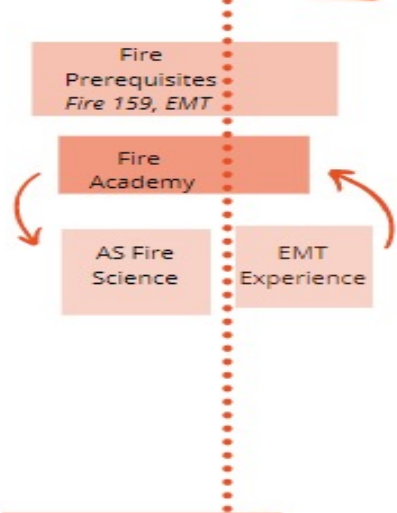 Fire
Prerequisites
Fire 159, EMT
Fire
Academy
AS Fire
Science
EMT
Experience